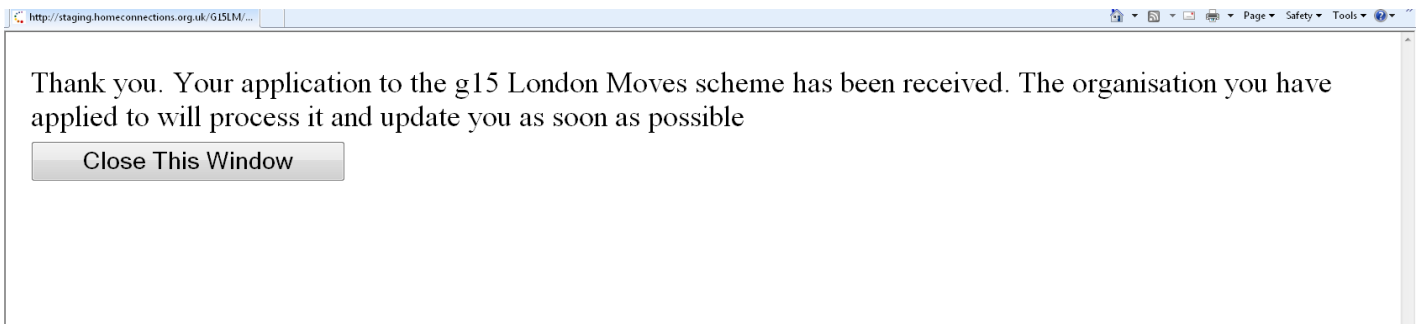 http://staging.homeconnections.org.uk/G15LM/...
Page Safety Tools
Thank you. Your application to the g15 London Moves scheme has been received. The organisation you have
applied to will process it and update you as soon as possible
Close This Window